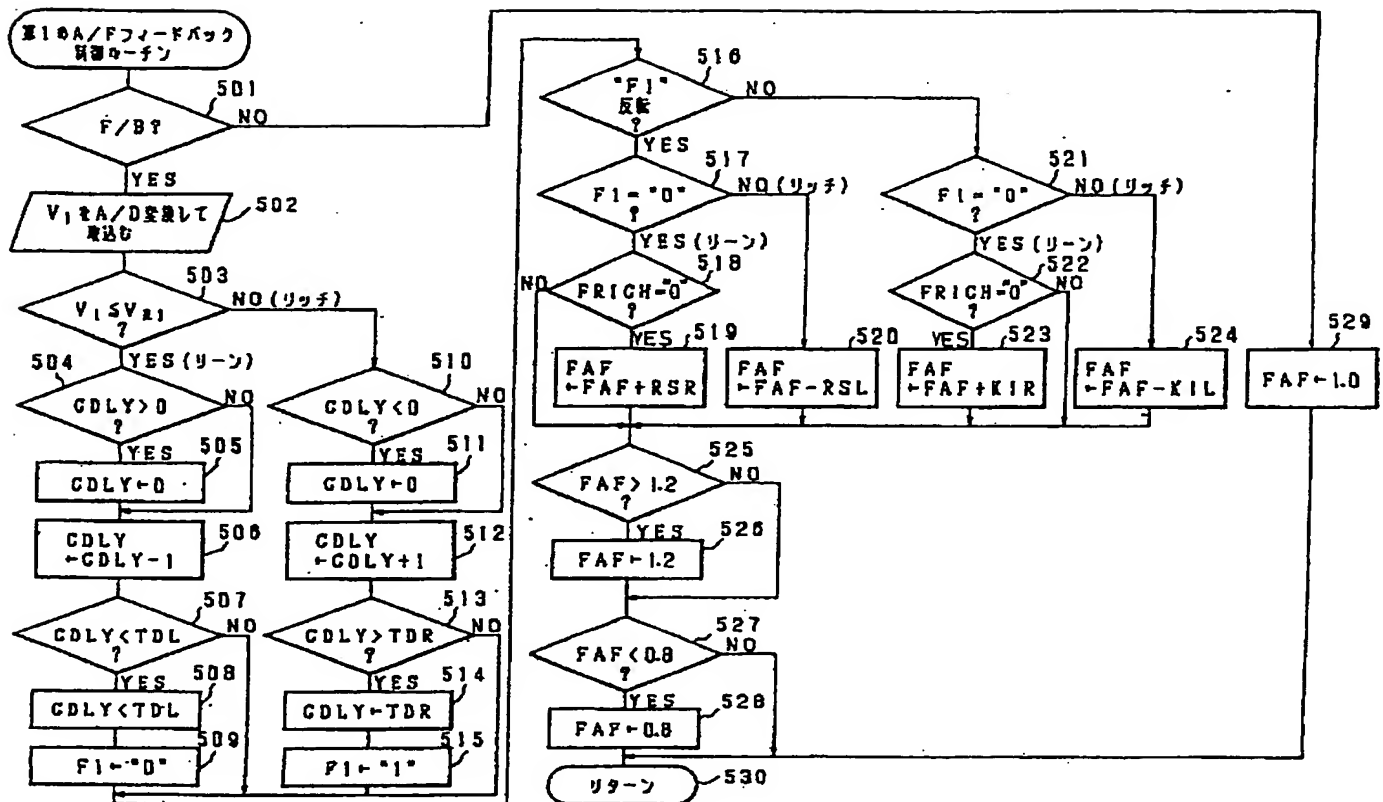 第1のA/Fフィードバック
制御ルーチン
501
F/B?
NO
YES
V₁をA/D変換して
取込む
502
503
V₁≦VR1
?
NO(リッチ)
YES(リーン)
504
CDLY>0
?
NO
YES
505
CDLY←0
506
CDLY
←CDLY-1
507
CDLY<TDL
?
NO
YES
508
CDLY<TDL
509
F1←"0"
510
CDLY<0
?
NO
YES
511
CDLY←0
512
CDLY
←CDLY+1
513
CDLY>TDR
?
NO
YES
514
CDLY←TDR
515
F1←"1"
516
"F1"
反転
?
NO
YES
517
F1="0"
?
NO(リッチ)
YES(リーン)
518
FRICH="0"
?
NO
YES
519
FAF
←FAF+RSR
520
FAF
←FAF-RSL
521
F1="0"
?
NO(リッチ)
YES(リーン)
522
FRICH="0"
?
NO
YES
523
FAF
←FAF+KIR
524
FAF
←FAF-KIL
525
FAF>1.2
?
NO
YES
526
FAF←1.2
527
FAF<0.8
?
NO
YES
528
FAF←0.8
529
FAF←1.0
リターン
530